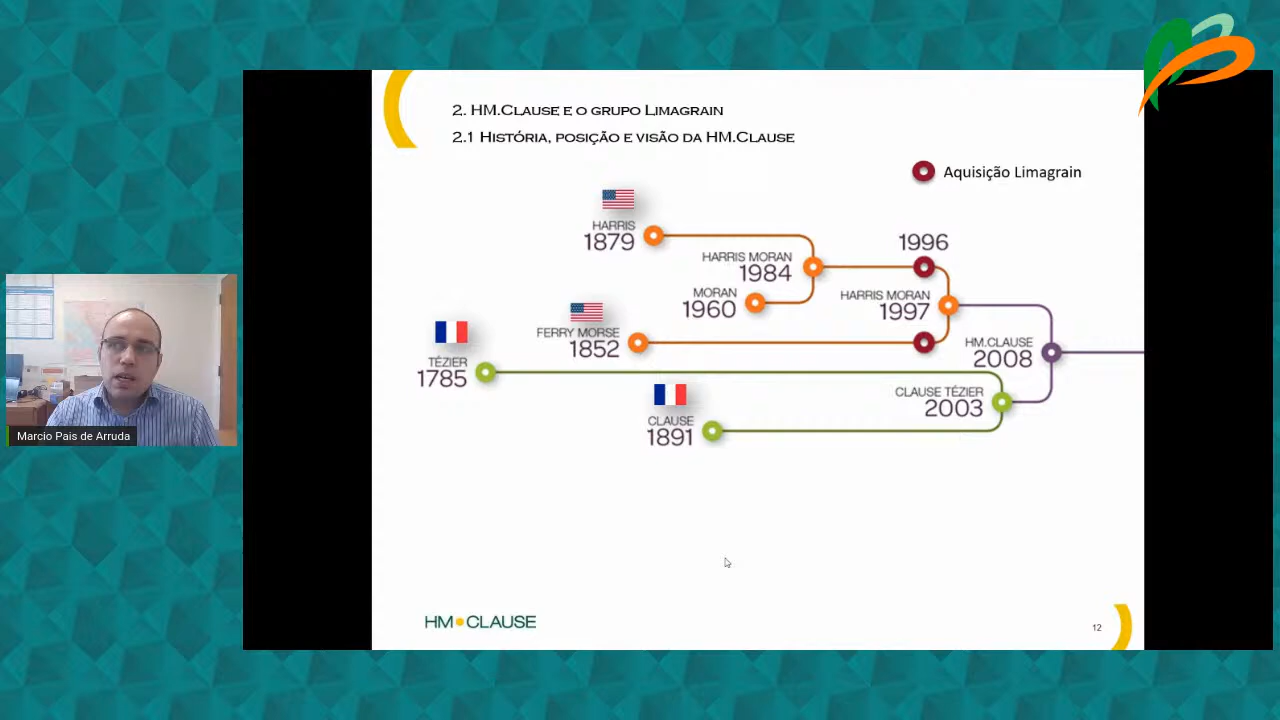 2. HM.Clause e o grupo Limagrain
2.1 História, posição e visão da HM.Clause
Aquisição Limagrain
HARRIS
1879
1996
HARRIS MORAN
1984
MORAN
1960
HARRIS MORAN
1997
FERRY MORSE
1852
HM.CLAUSE
2008
TÉZIER
1785
CLAUSE TÉZIER
2003
CLAUSE
1891
Marcio Pais de Arruda
HM•CLAUSE
12